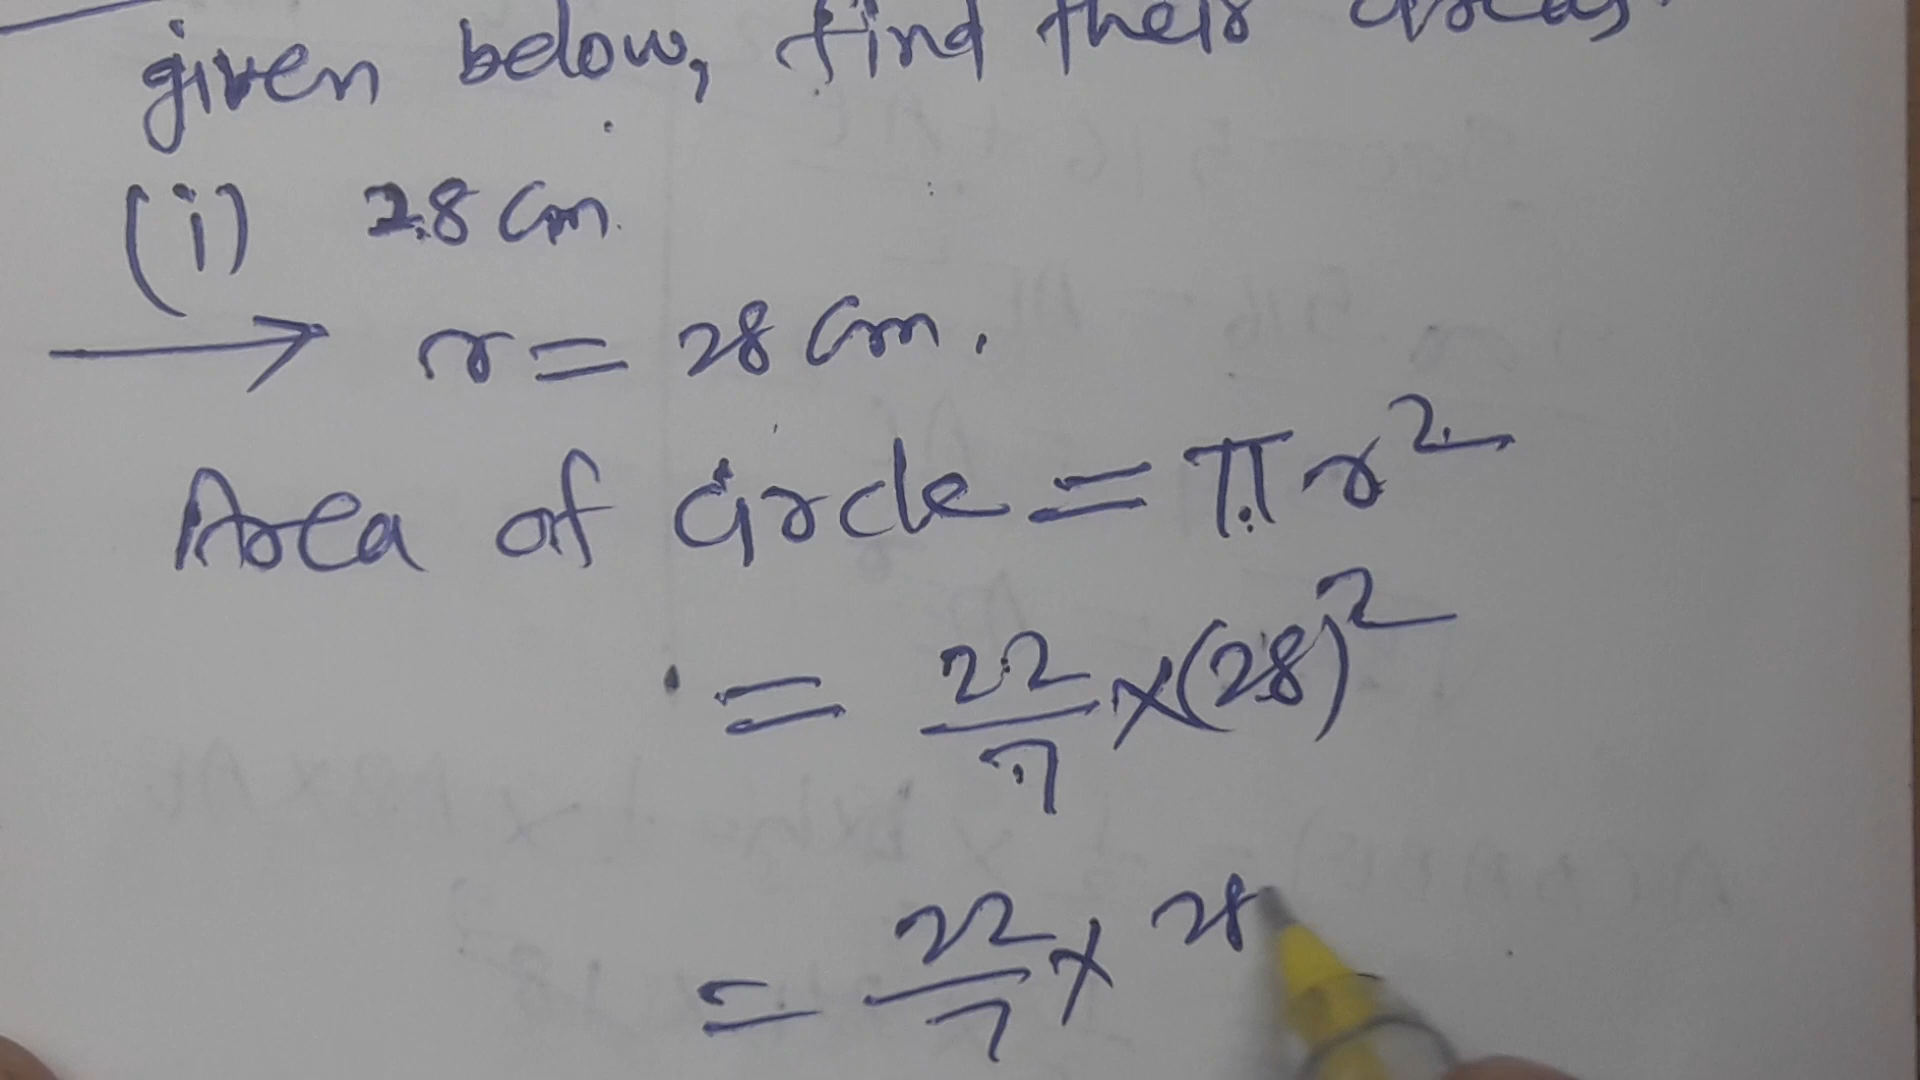 given below, find their areas.
(i) 28 cm.
→ r = 28 cm.
Area of circle = πr²
= 22/7 × (28)²
= 22/7 × 28